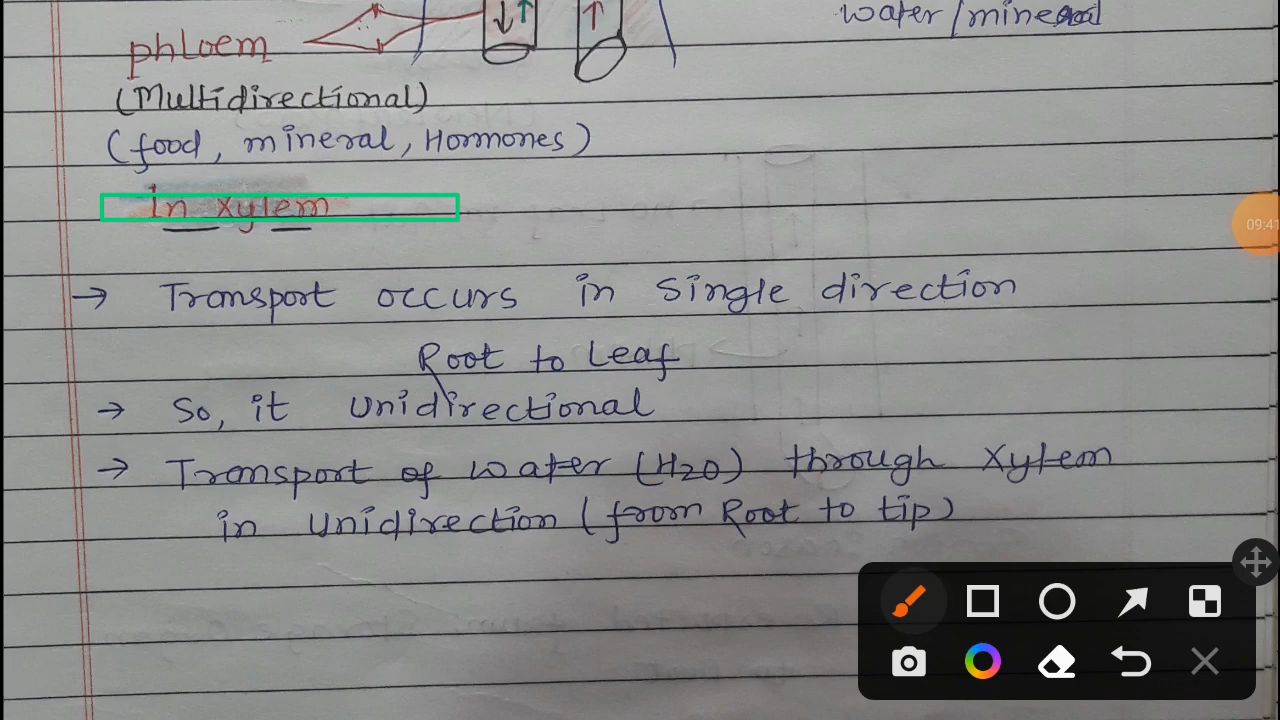 water/mineral
phloem
(Multidirectional)
(food, mineral, Hormones)
in xylem
→ Transport occurs in Single direction
Root to Leaf
→ So, it Unidirectional
→ Transport of water (H2O) through Xylem
in Unidirection (from Root to tip)
09:41